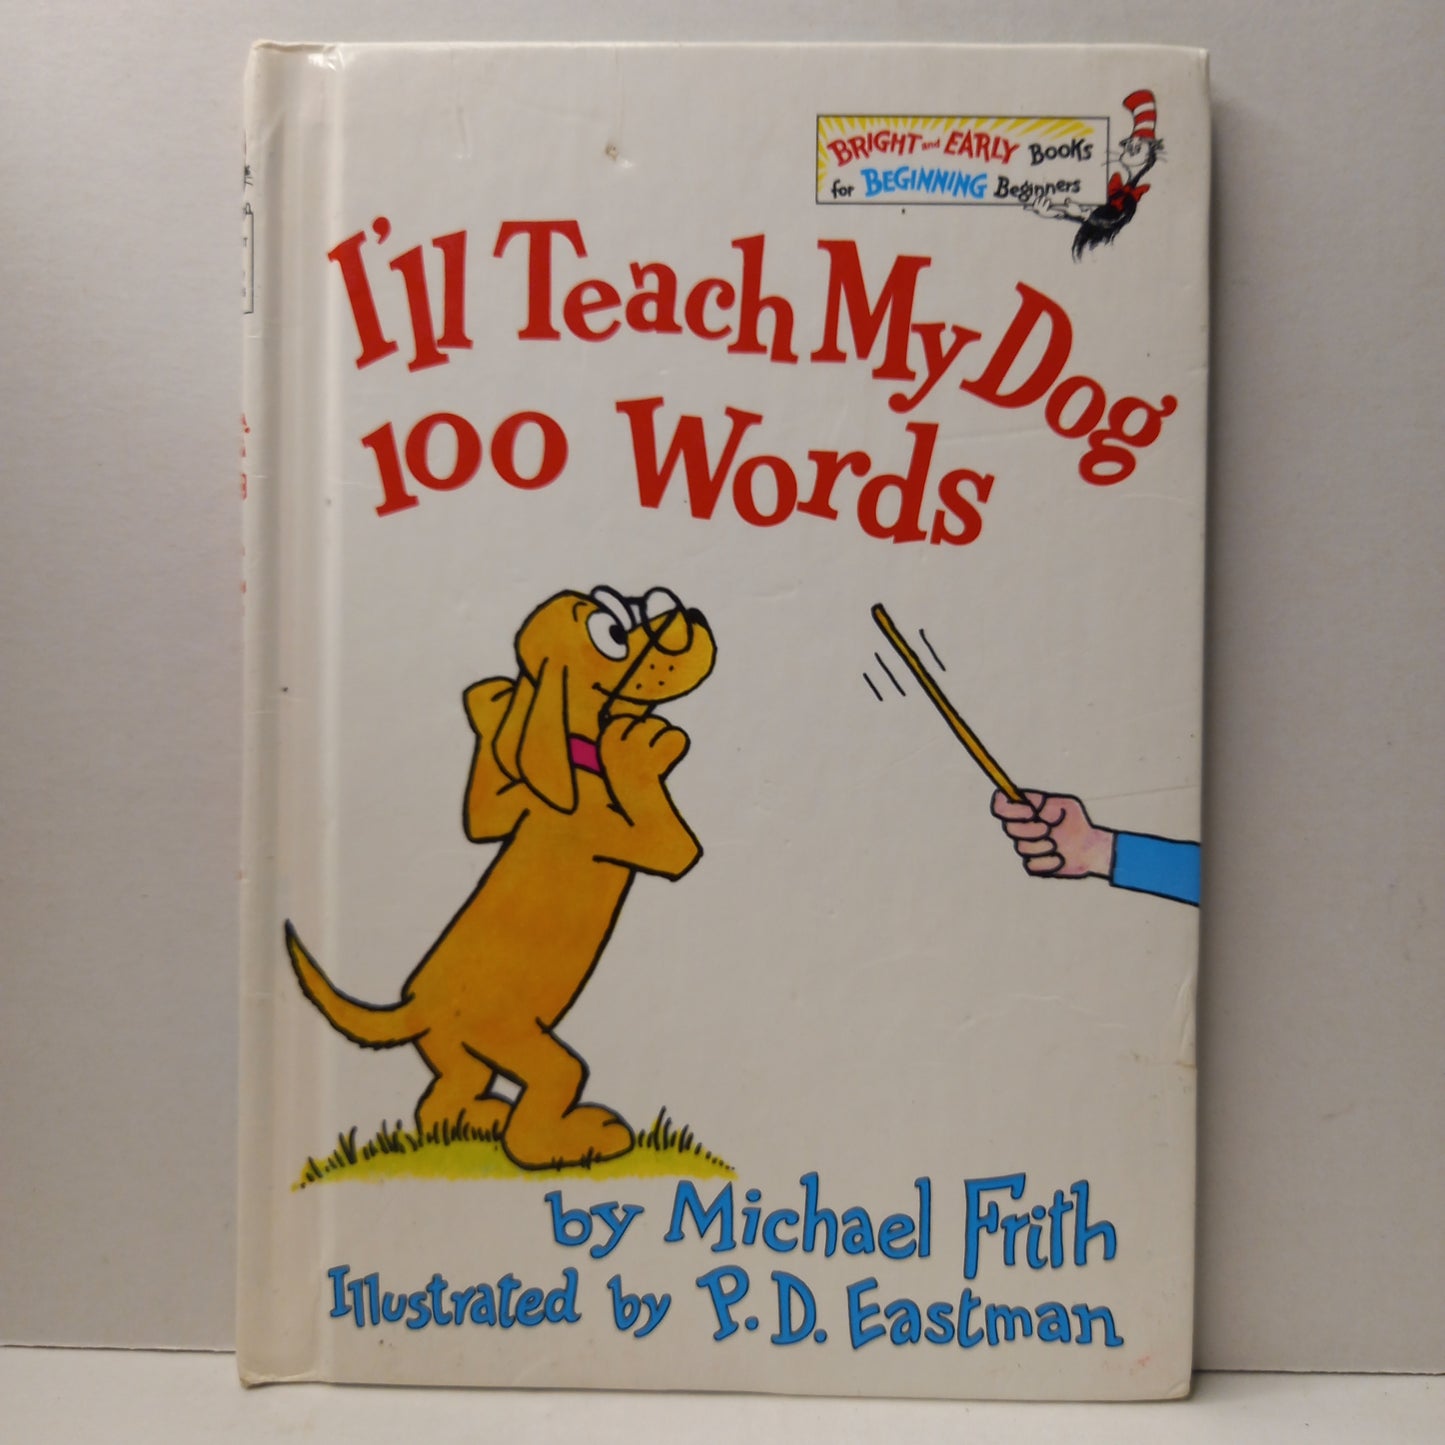 BRIGHT and EARLY BOOKS
for BEGINNING Beginners
I'll Teach My Dog
100 Words
by Michael Frith
Illustrated by P.D. Eastman